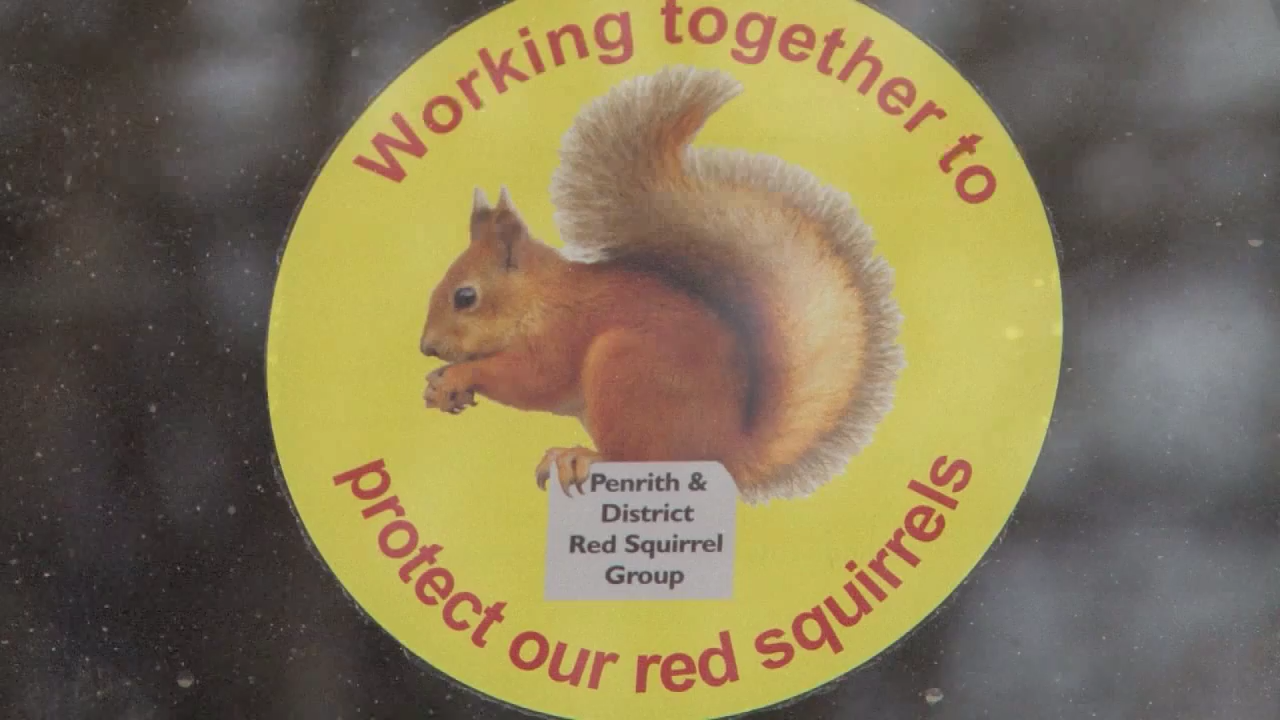 Working together to
Penrith &
District
Red Squirrel
Group
protect our red squirrels